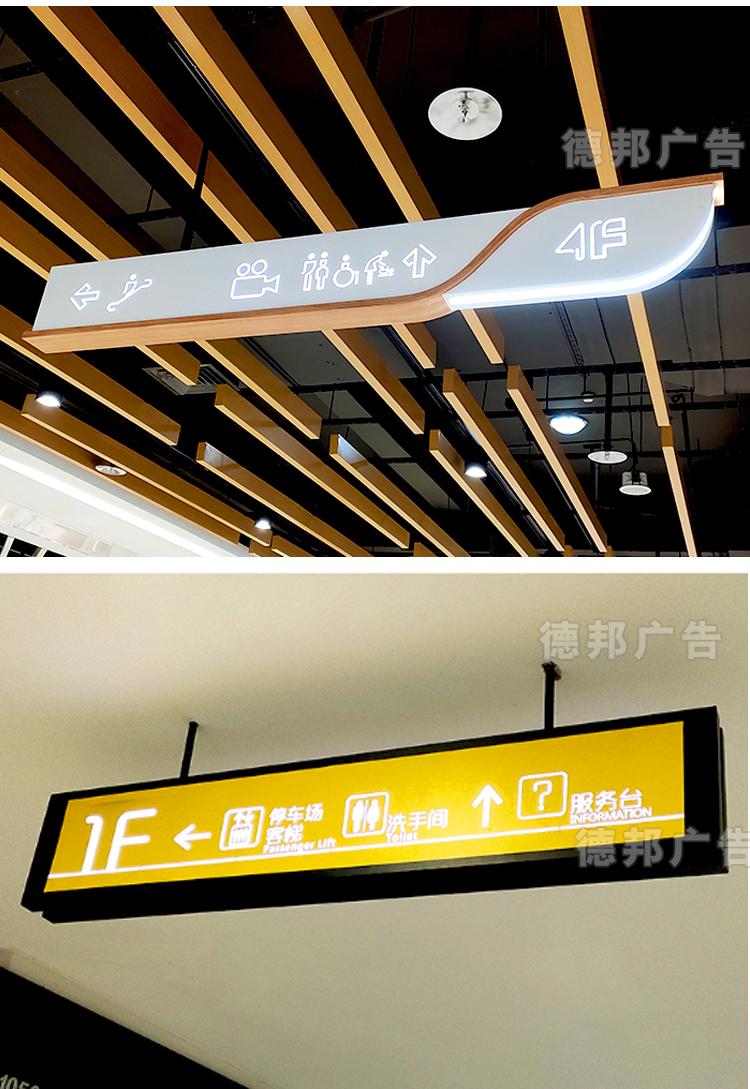 德邦广告
4F
德邦广告
1F
停车场
客梯
Passenger Lift
洗手间
Toilet
?
服务台
INFORMATION
德邦广告